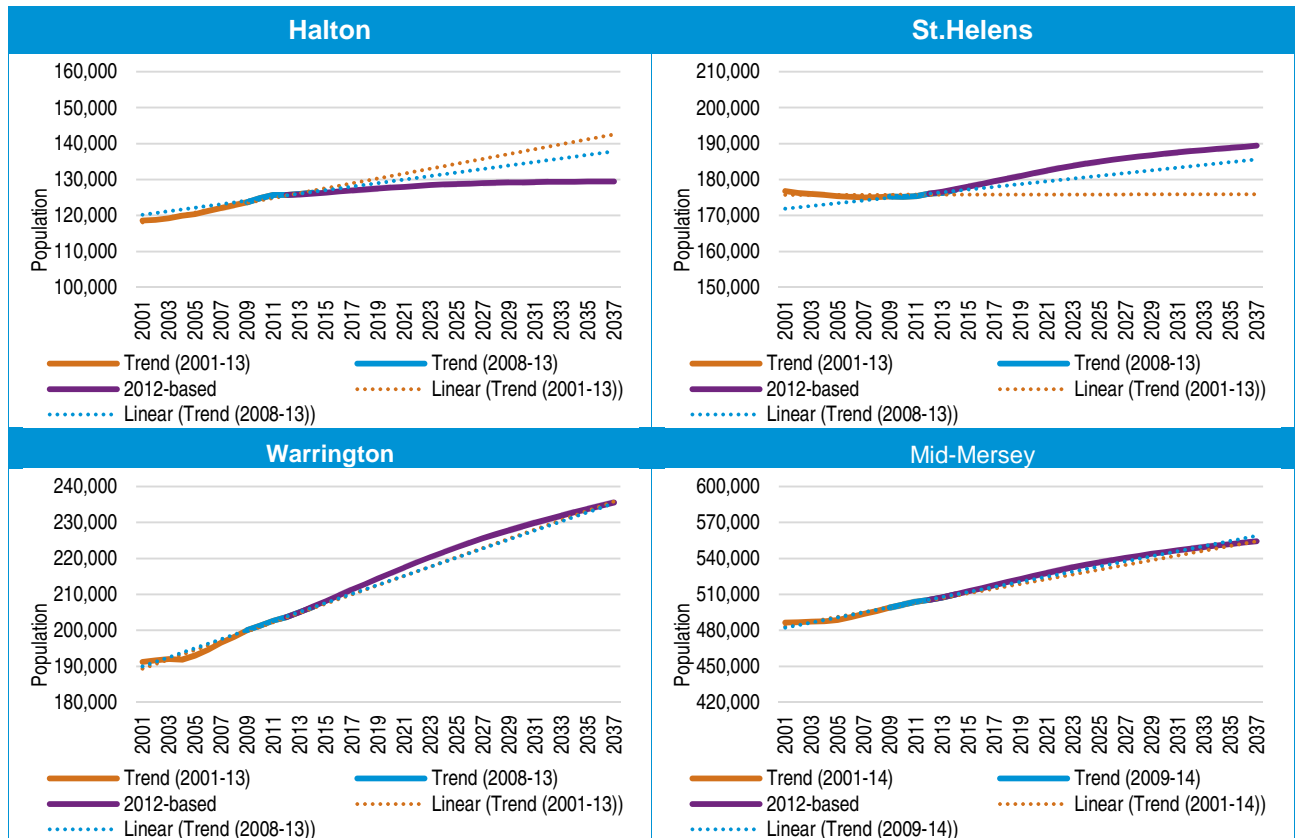 Halton
160,000
150,000
140,000
130,000
120,000
110,000
100,000
Population
2001 2003 2005 2007 2009 2011 2013 2015 2017 2019 2021 2023 2025 2027 2029 2031 2033 2035 2037
Trend (2001-13) Trend (2008-13)
2012-based Linear (Trend (2001-13))
Linear (Trend (2008-13))
St.Helens
210,000
200,000
190,000
180,000
170,000
160,000
150,000
Population
2001 2003 2005 2007 2009 2011 2013 2015 2017 2019 2021 2023 2025 2027 2029 2031 2033 2035 2037
Trend (2001-13) Trend (2008-13)
2012-based Linear (Trend (2001-13))
Linear (Trend (2008-13))
Warrington
240,000
230,000
220,000
210,000
200,000
190,000
180,000
Population
2001 2003 2005 2007 2009 2011 2013 2015 2017 2019 2021 2023 2025 2027 2029 2031 2033 2035 2037
Trend (2001-13) Trend (2008-13)
2012-based Linear (Trend (2001-13))
Linear (Trend (2008-13))
Mid-Mersey
600,000
570,000
540,000
510,000
480,000
450,000
420,000
Population
2001 2003 2005 2007 2009 2011 2013 2015 2017 2019 2021 2023 2025 2027 2029 2031 2033 2035 2037
Trend (2001-14) Trend (2009-14)
2012-based Linear (Trend (2001-14))
Linear (Trend (2009-14))